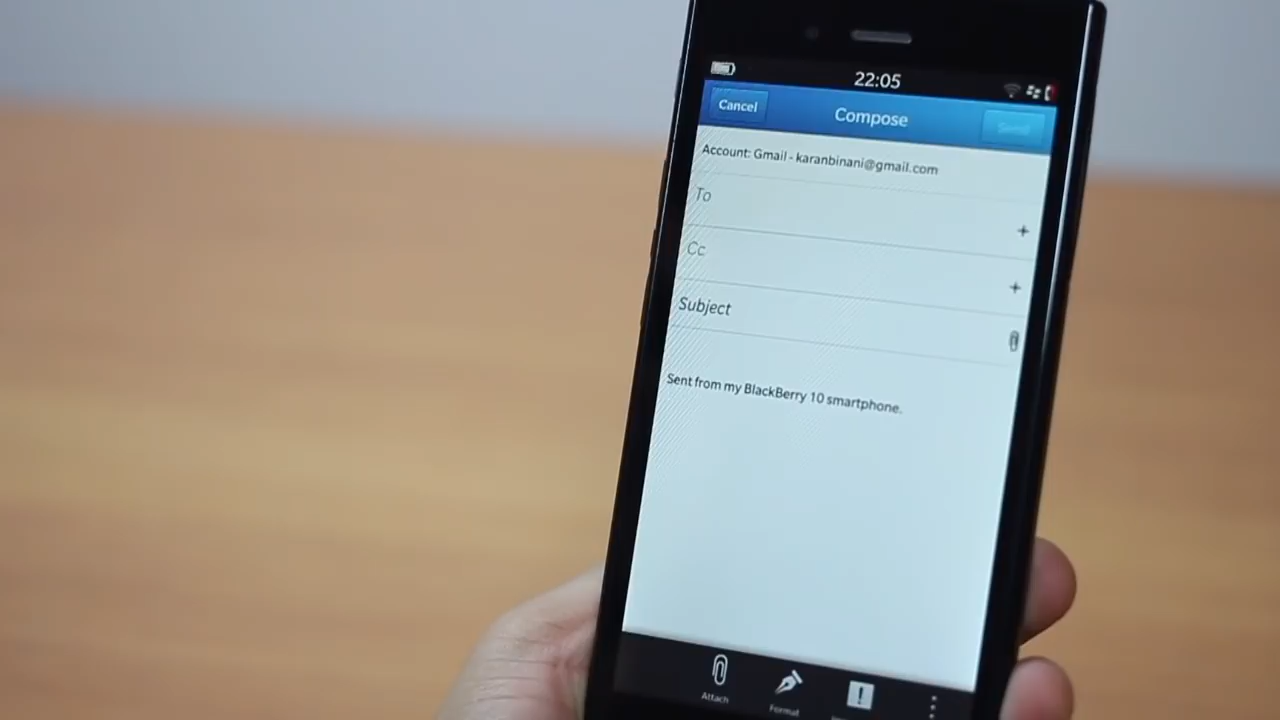 22:05
Cancel
Compose
Send
Account: Gmail - karanbinani@gmail.com
To
+
Cc
+
Subject
Sent from my BlackBerry 10 smartphone.
Attach
Format
!